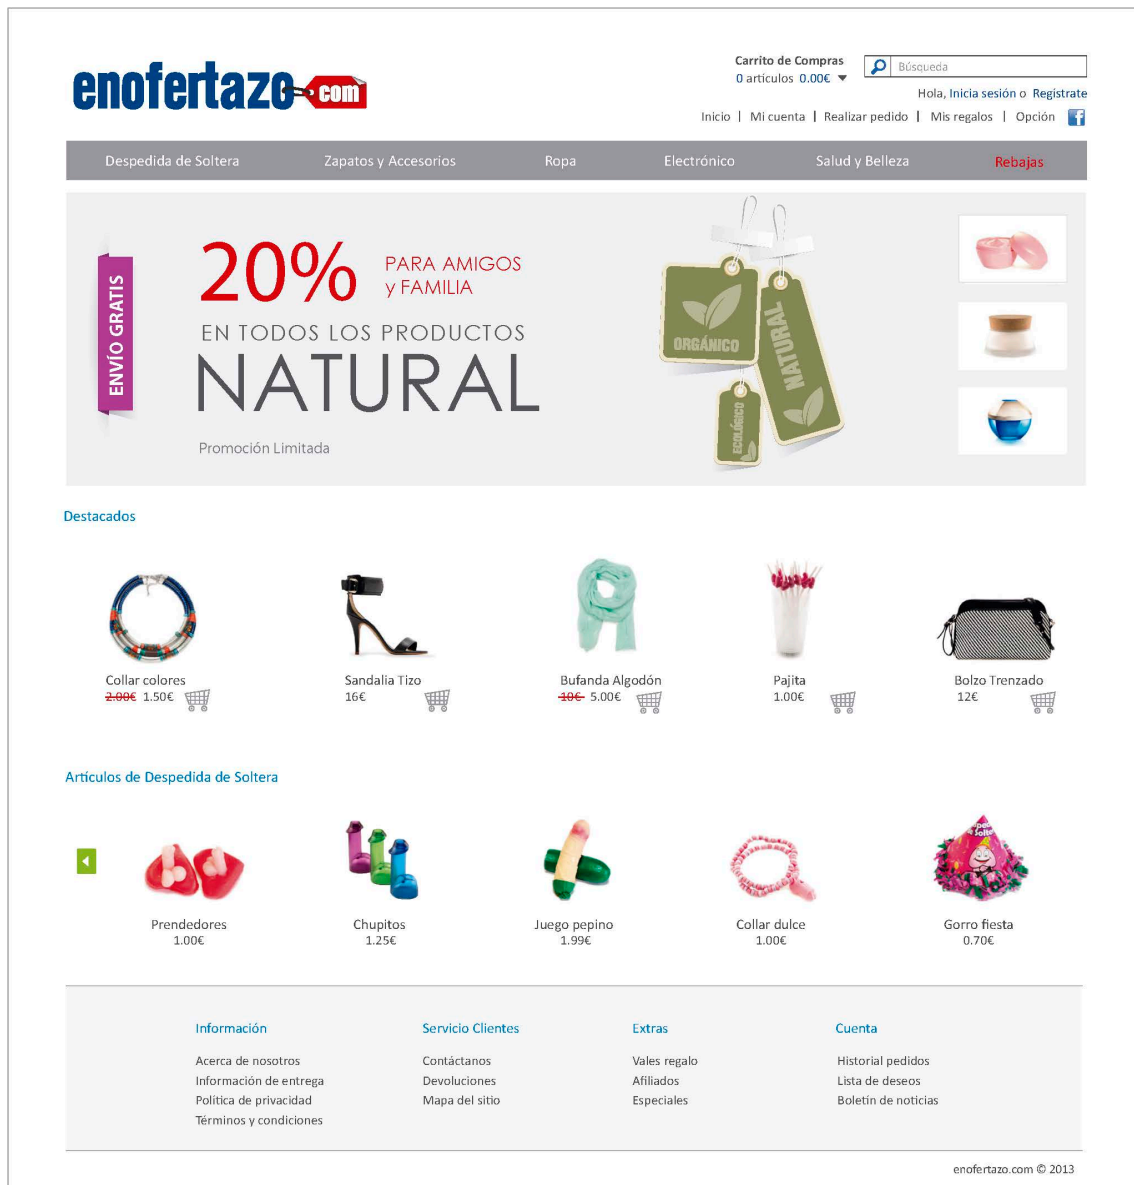 enofertazo.com
Carrito de Compras
0 artículos 0.00€
Búsqueda
Hola, Inicia sesión o Registrate
Inicio | Mi cuenta | Realizar pedido | Mis regalos | Opción
Despedida de Soltera Zapatos y Accesorios Ropa Electrónico Salud y Belleza Rebajas
ENVÍO GRATIS
20% PARA AMIGOS
y FAMILIA
EN TODOS LOS PRODUCTOS
NATURAL
Promoción Limitada
ORGÁNICO
NATURAL
ECOLÓGICO
Destacados
Collar colores
2.00€ 1.50€
Sandalia Tizo
16€
Bufanda Algodón
10€ 5.00€
Pajita
1.00€
Bolzo Trenzado
12€
Artículos de Despedida de Soltera
Prendedores
1.00€
Chupitos
1.25€
Juego pepino
1.99€
Collar dulce
1.00€
Gorro fiesta
0.70€
Información
Acerca de nosotros
Información de entrega
Política de privacidad
Términos y condiciones
Servicio Clientes
Contáctanos
Devoluciones
Mapa del sitio
Extras
Vales regalo
Afiliados
Especiales
Cuenta
Historial pedidos
Lista de deseos
Boletín de noticias
enofertazo.com © 2013